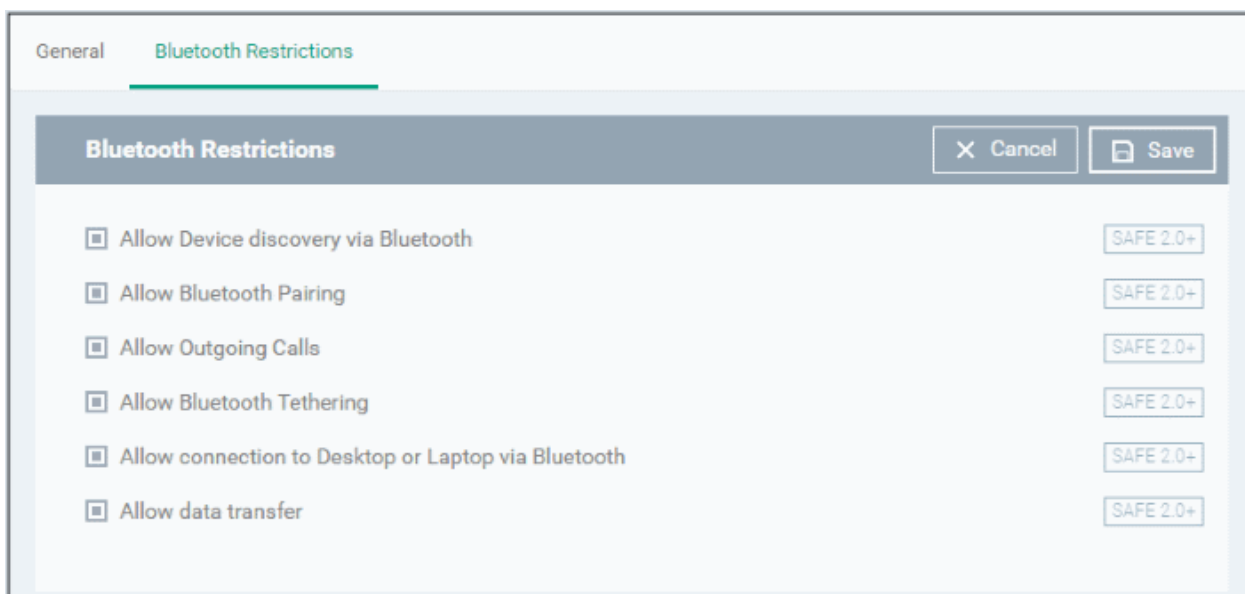 General Bluetooth Restrictions
Bluetooth Restrictions Cancel Save
Allow Device discovery via Bluetooth SAFE 2.0+
Allow Bluetooth Pairing SAFE 2.0+
Allow Outgoing Calls SAFE 2.0+
Allow Bluetooth Tethering SAFE 2.0+
Allow connection to Desktop or Laptop via Bluetooth SAFE 2.0+
Allow data transfer SAFE 2.0+